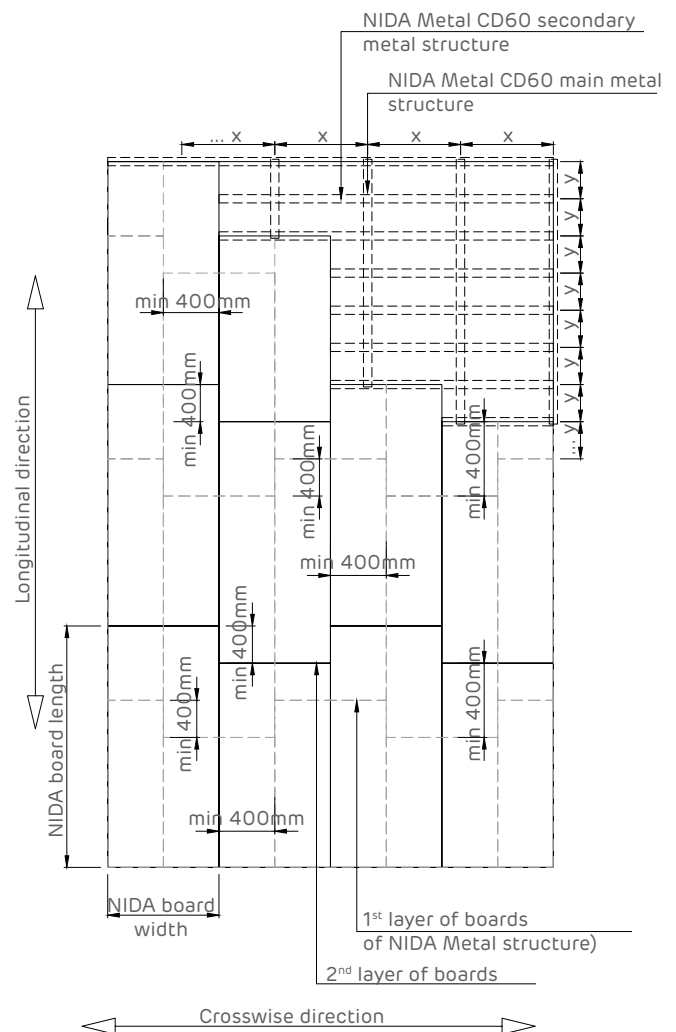 NIDA Metal CD60 secondary
metal structure
NIDA Metal CD60 main metal
structure
... x
x
x
x
y
y
y
y
y
y
y
... y
min 400mm
min 400mm
min 400mm
min 400mm
min 400mm
min 400mm
min 400mm
min 400mm
min 400mm
Longitudinal direction
NIDA board length
NIDA board
width
1st layer of boards
of NIDA Metal structure)
2nd layer of boards
Crosswise direction